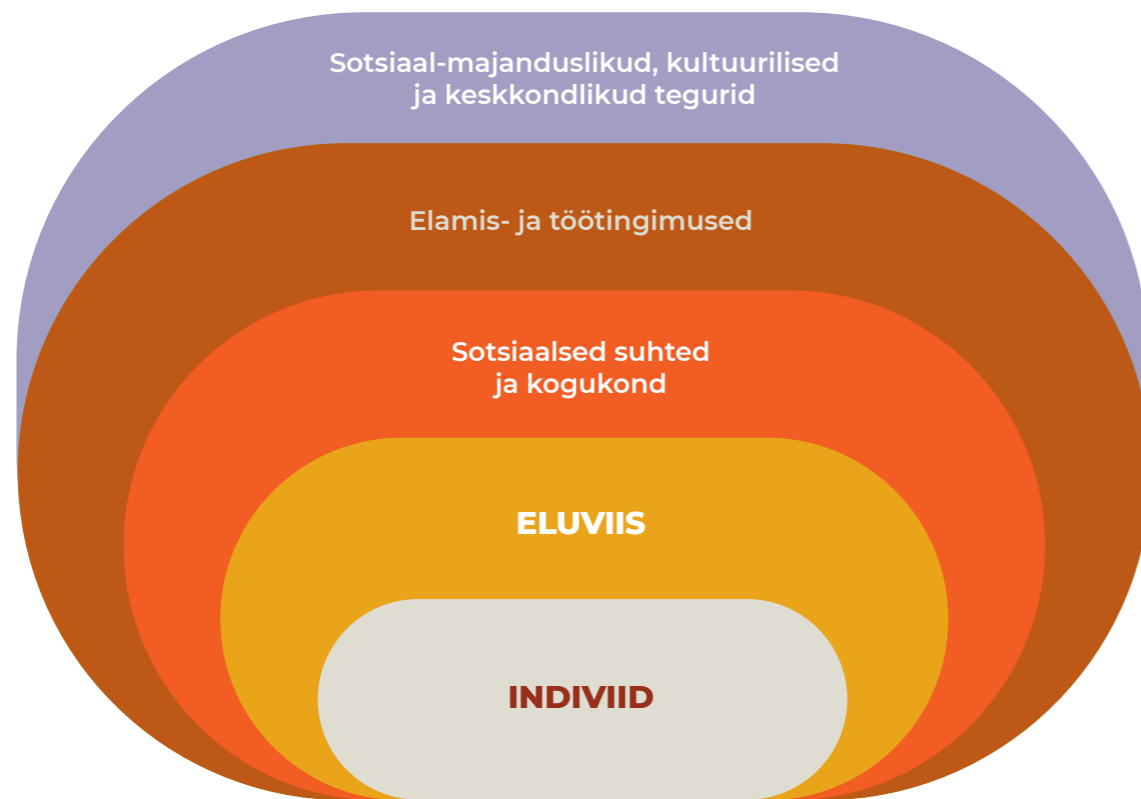 Sotsiaal-majanduslikud, kultuurilised
ja keskkondlikud tegurid
Elamis- ja töötingimused
Sotsiaalsed suhted
ja kogukond
ELUVIIS
INDIVIID